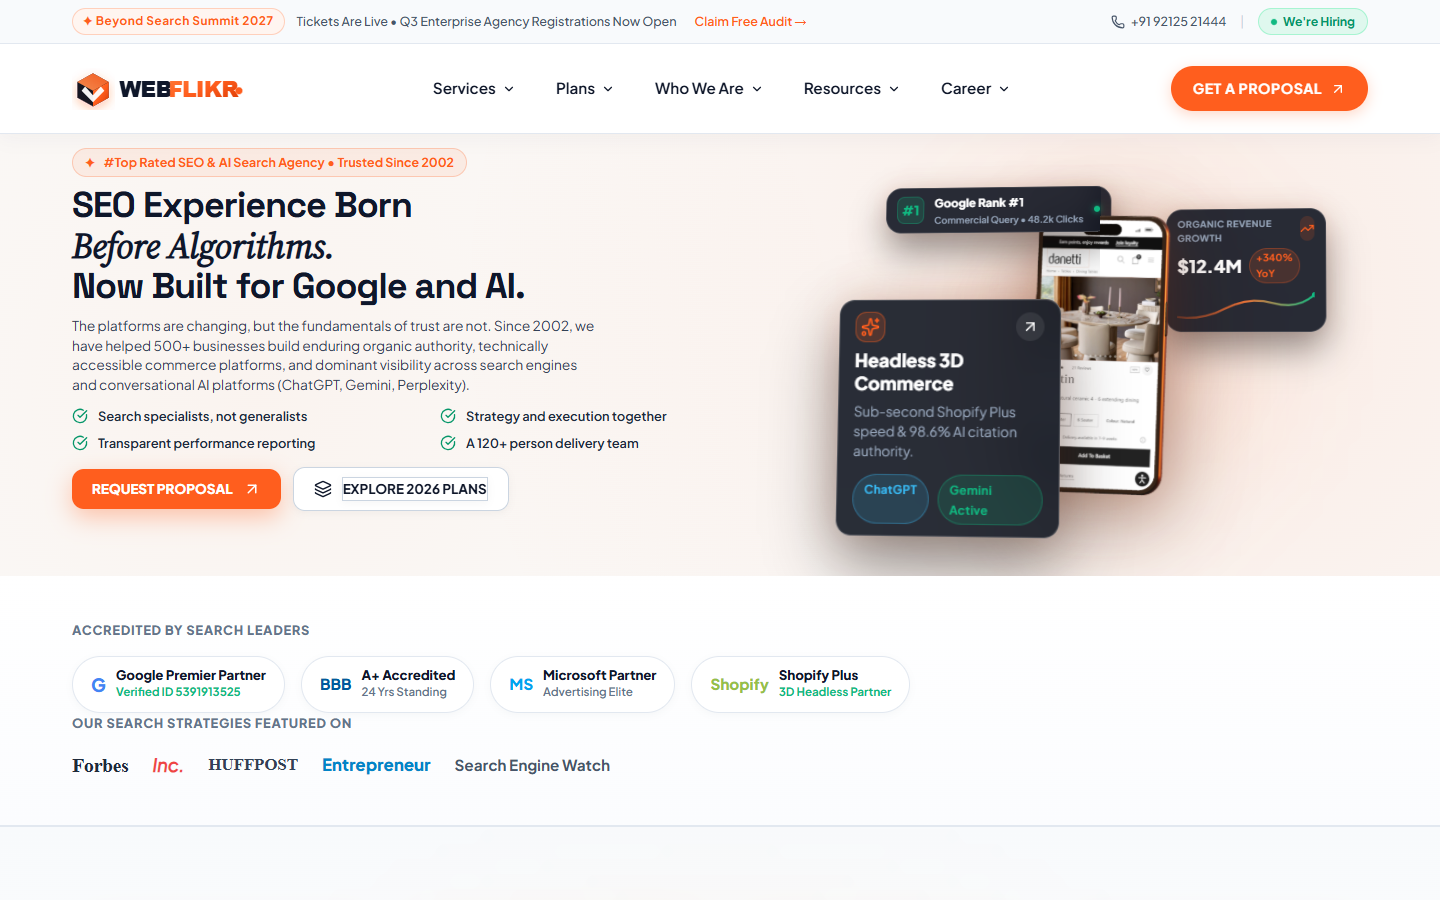 ✦ Beyond Search Summit 2027
Tickets Are Live • Q3 Enterprise Agency Registrations Now Open
Claim Free Audit →
+91 92125 21444
We're Hiring
WEBFLIKR
Services
Plans
Who We Are
Resources
Career
GET A PROPOSAL
✦ #Top Rated SEO & AI Search Agency • Trusted Since 2002
SEO Experience Born
Before Algorithms.
Now Built for Google and AI.
The platforms are changing, but the fundamentals of trust are not. Since 2002, we
have helped 500+ businesses build enduring organic authority, technically
accessible commerce platforms, and dominant visibility across search engines
and conversational AI platforms (ChatGPT, Gemini, Perplexity).
Search specialists, not generalists
Strategy and execution together
Transparent performance reporting
A 120+ person delivery team
REQUEST PROPOSAL
EXPLORE 2026 PLANS
#1
Google Rank #1
Commercial Query • 48.2k Clicks
ORGANIC REVENUE
GROWTH
$12.4M
+340%
YoY
danetti
Add To Basket
Headless 3D
Commerce
Sub-second Shopify Plus
speed & 98.6% AI citation
authority.
ChatGPT
Gemini
Active
ACCREDITED BY SEARCH LEADERS
G
Google Premier Partner
Verified ID 5391913525
BBB
A+ Accredited
24 Yrs Standing
MS
Microsoft Partner
Advertising Elite
Shopify
Shopify Plus
3D Headless Partner
OUR SEARCH STRATEGIES FEATURED ON
Forbes
Inc.
HUFFPOST
Entrepreneur
Search Engine Watch